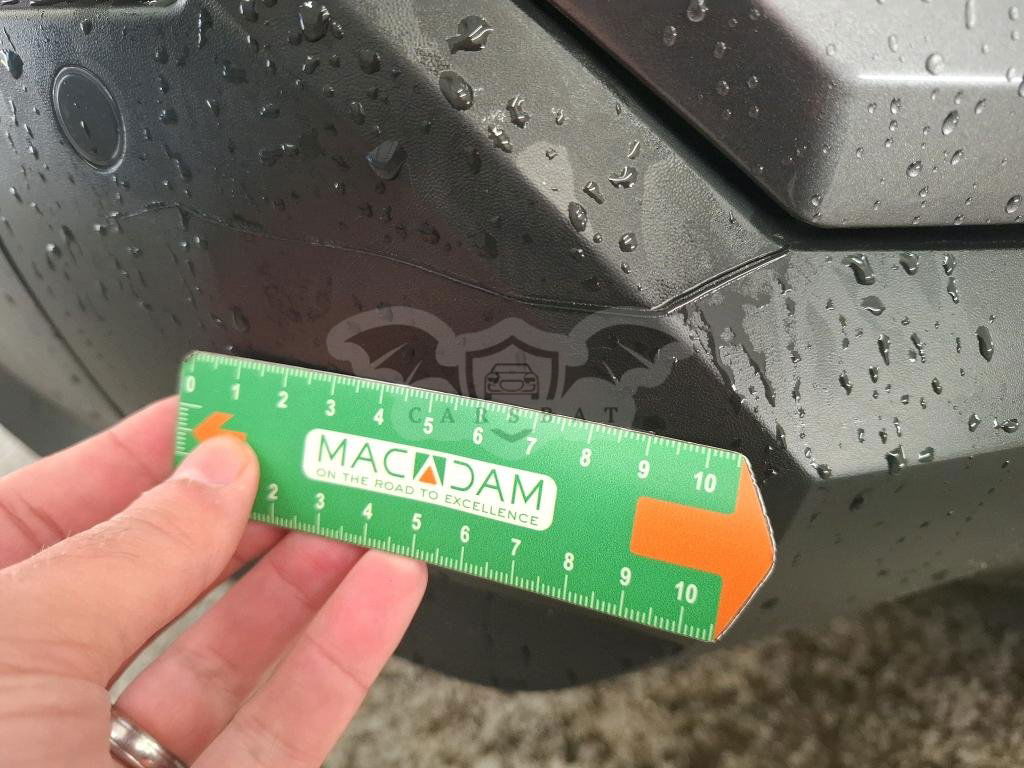 0 1 2 3 4 5 6 7 8 9 10
MACADAM
ON THE ROAD TO EXCELLENCE
2 3 4 5 6 7 8 9 10
CARSBAT